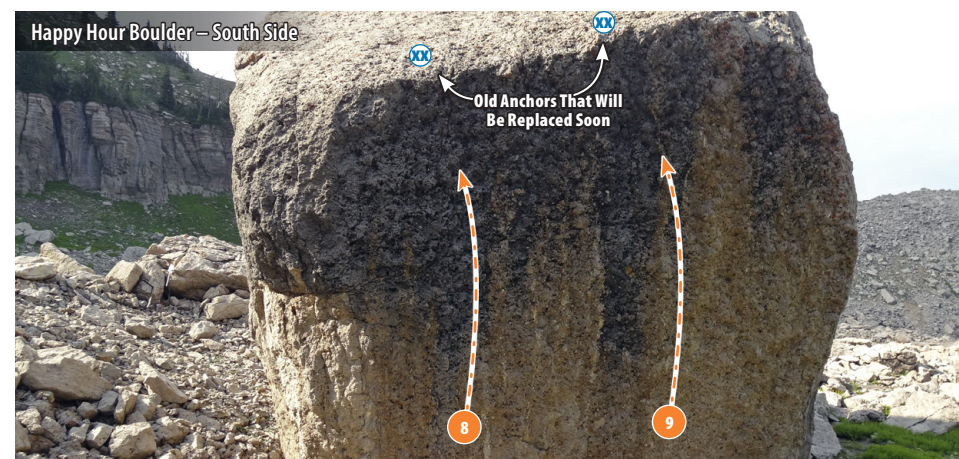 Happy Hour Boulder – South Side
XX
XX
Old Anchors That Will
Be Replaced Soon
8
9